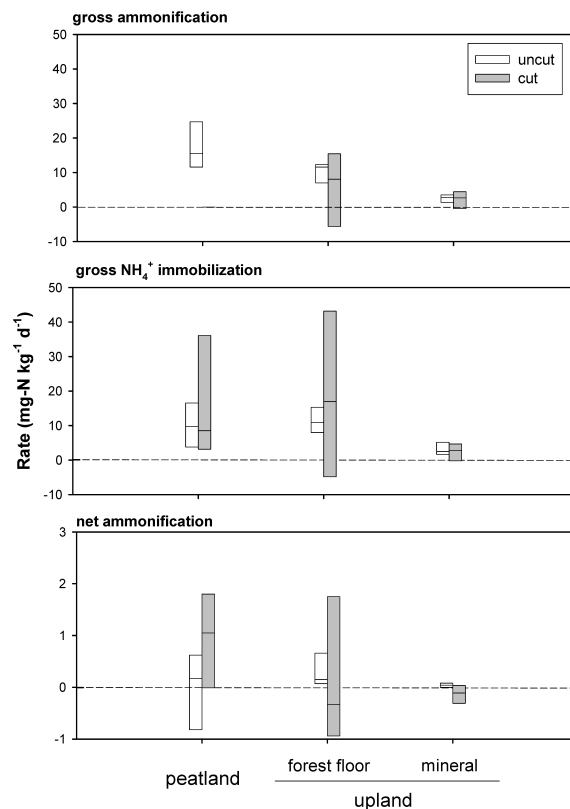 gross ammonification
50
40
30
20
10
0
-10
uncut
cut
gross NH₄⁺ immobilization
50
40
30
20
10
0
-10
Rate (mg-N kg⁻¹ d⁻¹)
net ammonification
3
2
1
0
-1
peatland
forest floor mineral
upland